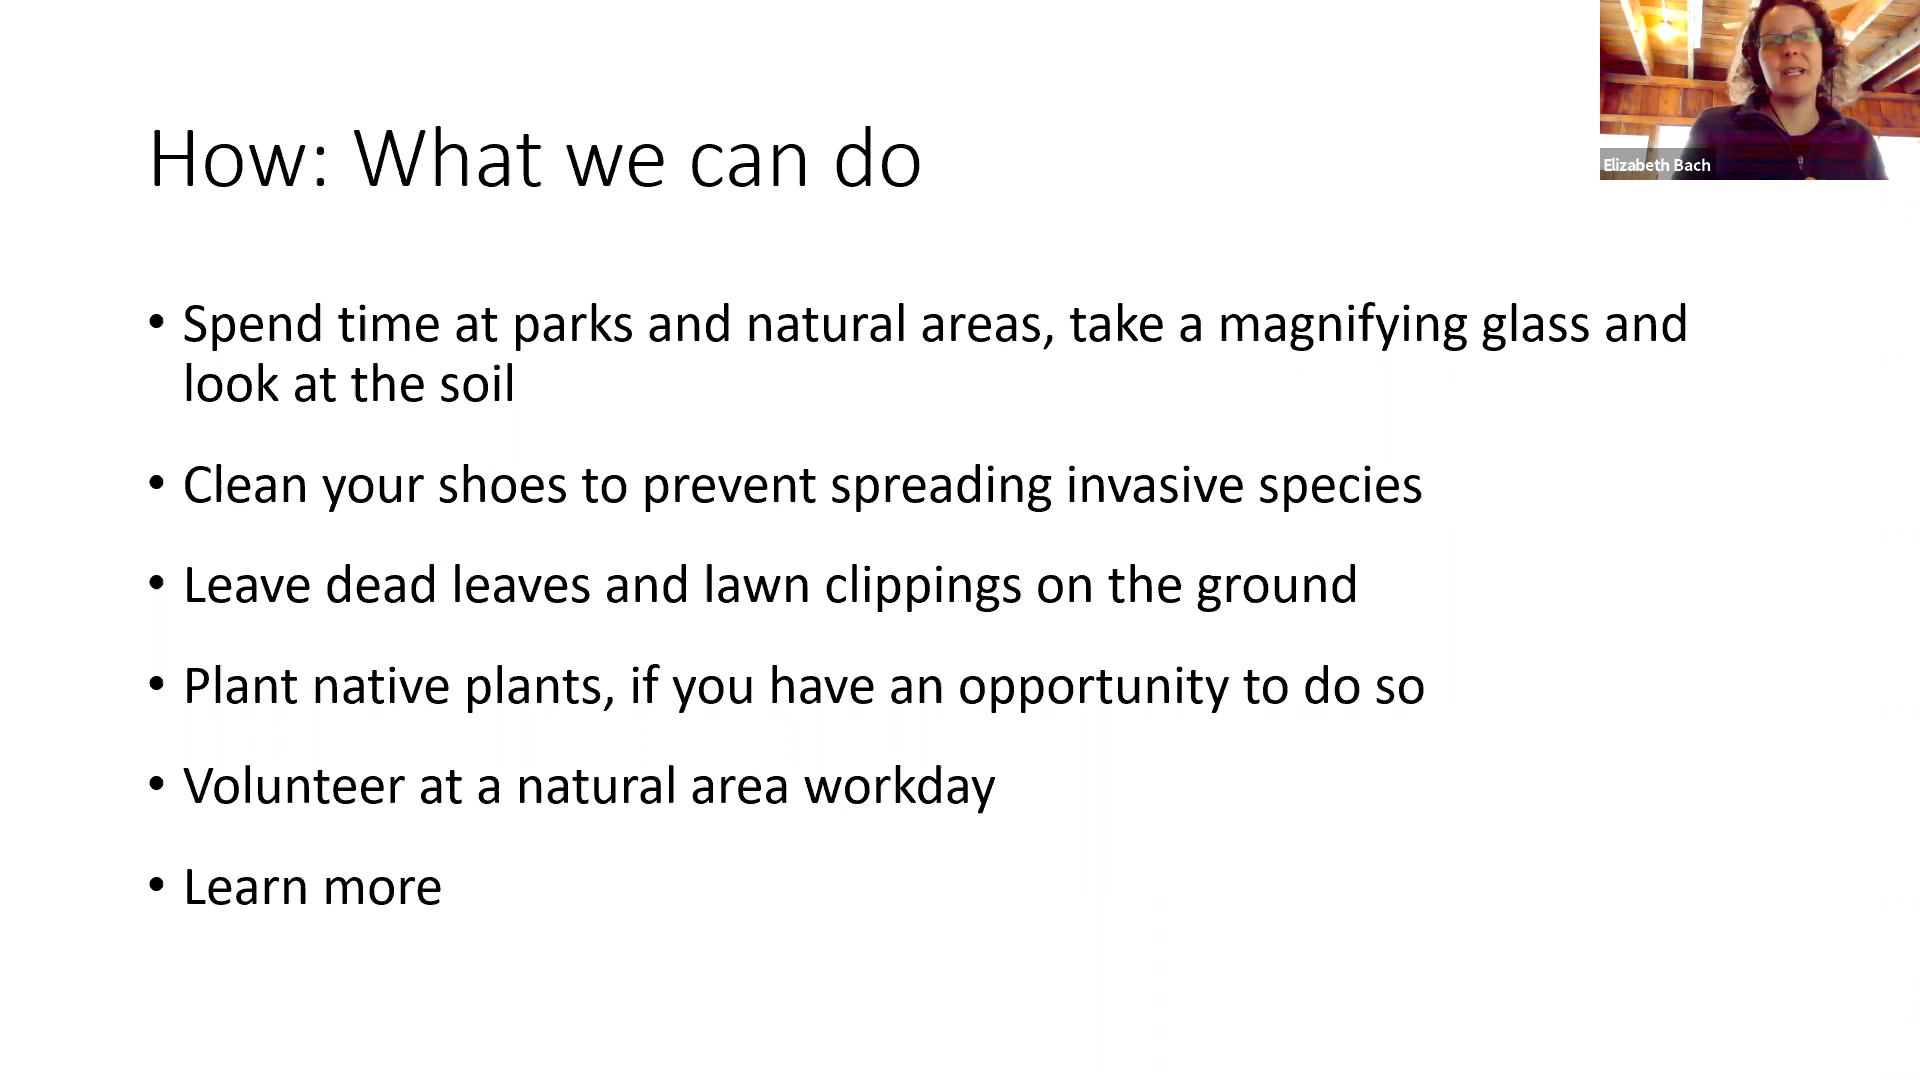 Elizabeth Bach
How: What we can do
• Spend time at parks and natural areas, take a magnifying glass and
look at the soil
• Clean your shoes to prevent spreading invasive species
• Leave dead leaves and lawn clippings on the ground
• Plant native plants, if you have an opportunity to do so
• Volunteer at a natural area workday
• Learn more